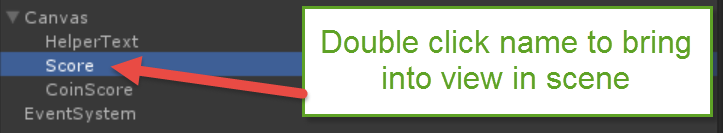 Canvas
HelperText
Score
CoinScore
EventSystem
Double click name to bring
into view in scene